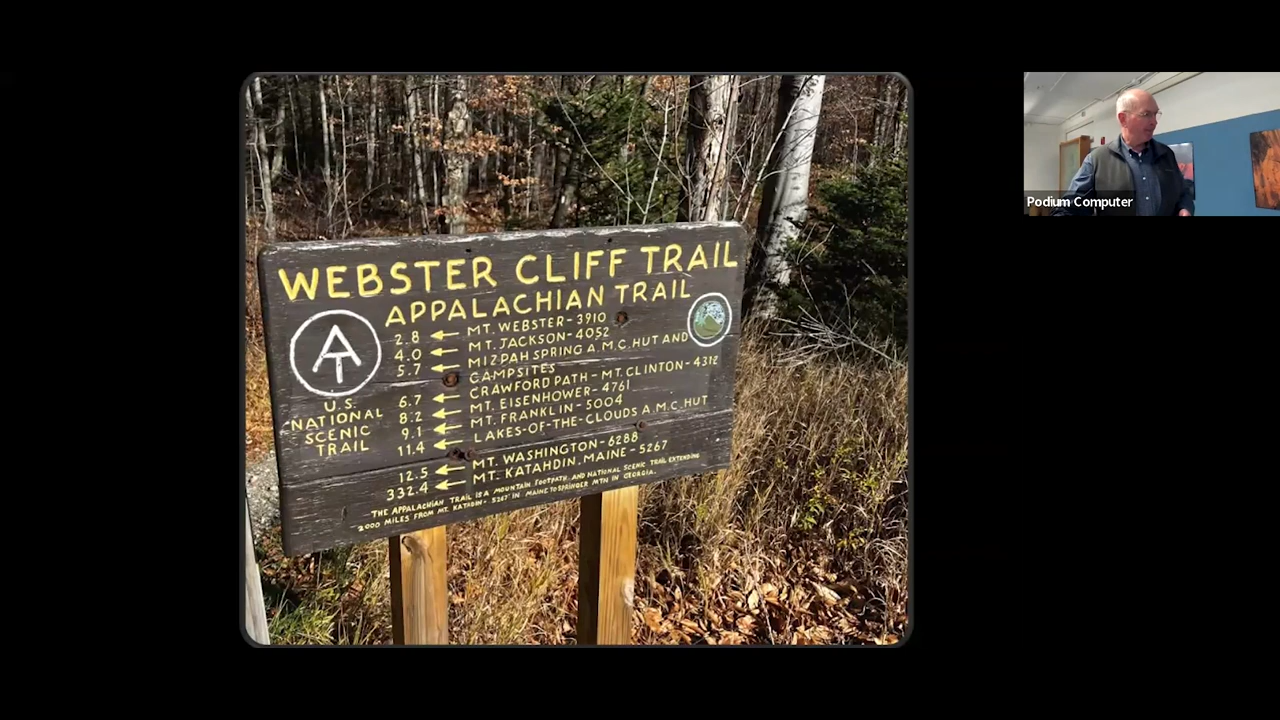 WEBSTER CLIFF TRAIL
APPALACHIAN TRAIL
2.8 ← MT. WEBSTER - 3910
4.0 ← MT. JACKSON - 4052
5.7 ← MIZPAH SPRING A.M.C. HUT AND
CAMPSITES
6.7 ← CRAWFORD PATH - MT. CLINTON - 4312
8.2 ← MT. EISENHOWER - 4761
9.1 ← MT. FRANKLIN - 5004
11.4 ← LAKES-OF-THE-CLOUDS A.M.C. HUT
12.5 ← MT. WASHINGTON - 6288
332.4 ← MT. KATAHDIN, MAINE - 5267
AT
U.S.
NATIONAL
SCENIC
TRAIL
THE APPALACHIAN TRAIL IS A MOUNTAIN FOOTPATH AND NATIONAL SCENIC TRAIL EXTENDING
2000 MILES FROM MT. KATADIN - 5267' IN MAINE TO SPRINGER MTN IN GEORGIA.
Podium Computer